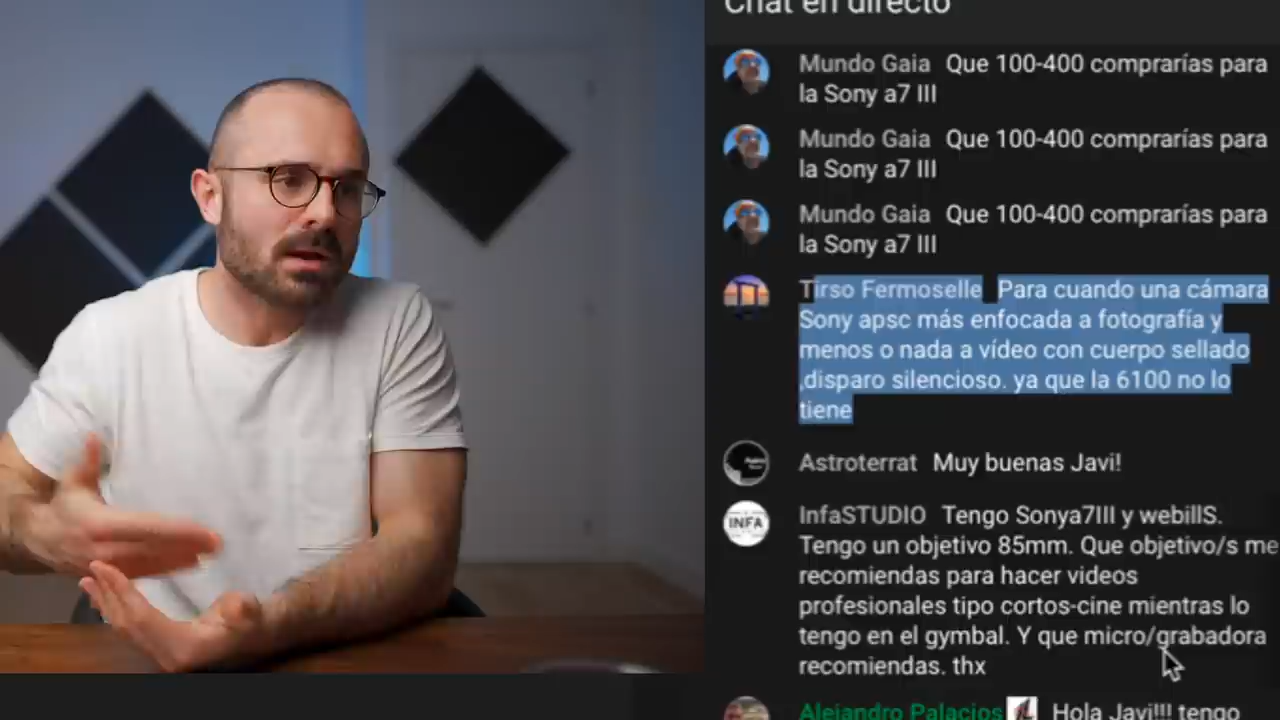 Chat en directo
Mundo Gaia Que 100-400 comprarías para
la Sony a7 III
Mundo Gaia Que 100-400 comprarías para
la Sony a7 III
Mundo Gaia Que 100-400 comprarías para
la Sony a7 III
Tirso Fermoselle Para cuando una cámara
Sony apsc más enfocada a fotografía y
menos o nada a vídeo con cuerpo sellado
,disparo silencioso. ya que la 6100 no lo
tiene
Astroterrat Muy buenas Javi!
INFA
InfaSTUDIO Tengo Sonya7III y webillS.
Tengo un objetivo 85mm. Que objetivo/s me
recomiendas para hacer videos
profesionales tipo cortos-cine mientras lo
tengo en el gymbal. Y que micro/grabadora
recomiendas. thx
Alejandro Palacios Hola Javi!!! tengo